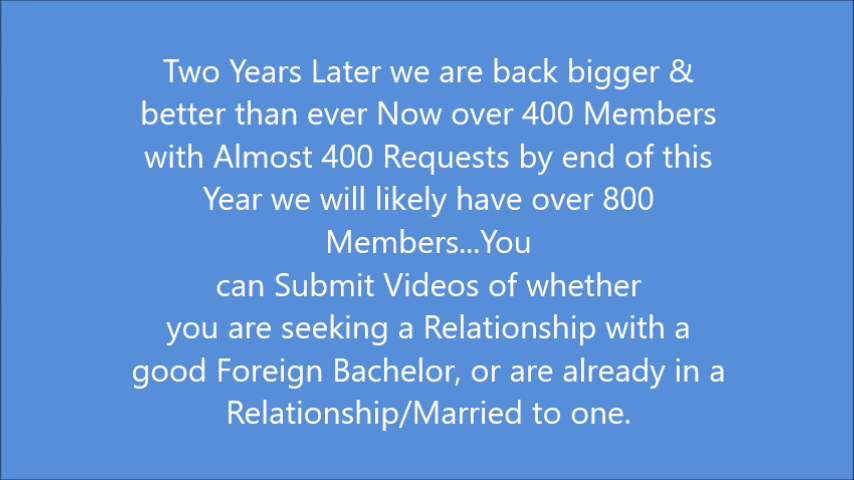 Two Years Later we are back bigger &
better than ever Now over 400 Members
with Almost 400 Requests by end of this
Year we will likely have over 800
Members...You
can Submit Videos of whether
you are seeking a Relationship with a
good Foreign Bachelor, or are already in a
Relationship/Married to one.